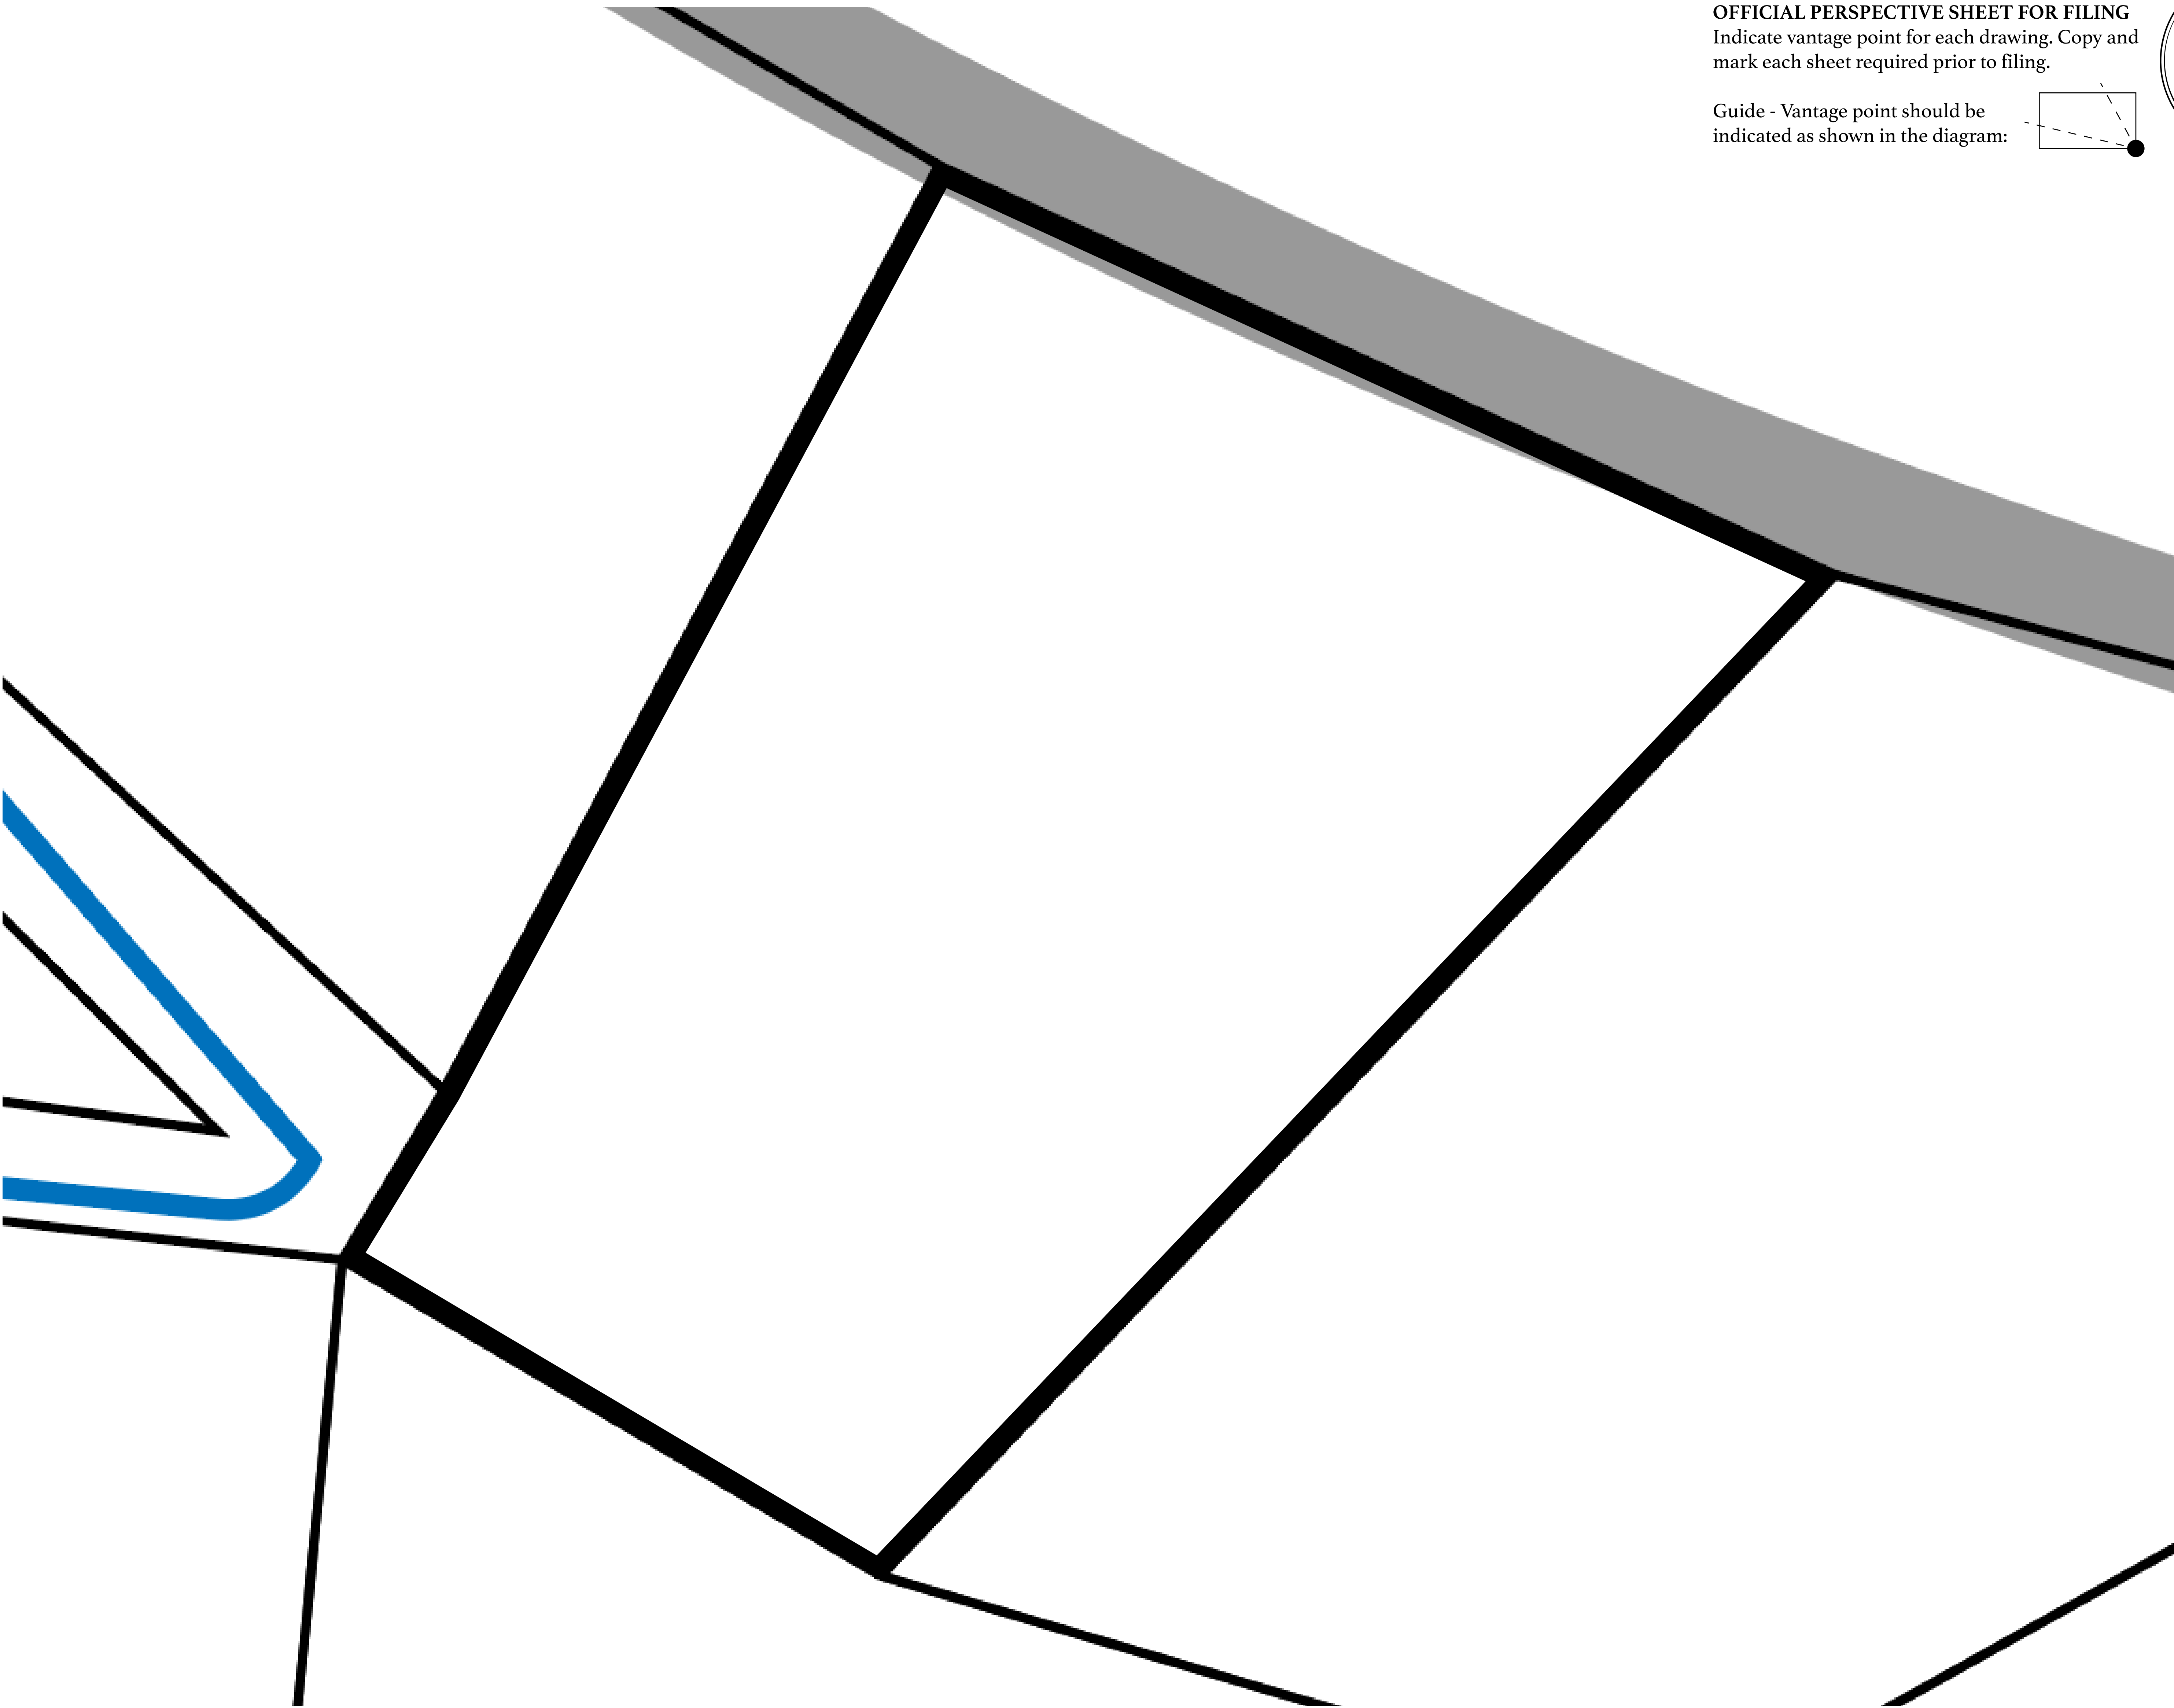 OFFICIAL PERSPECTIVE SHEET FOR FILING
Indicate vantage point for each drawing. Copy and
mark each sheet required prior to filing.
Guide - Vantage point should be
indicated as shown in the diagram: